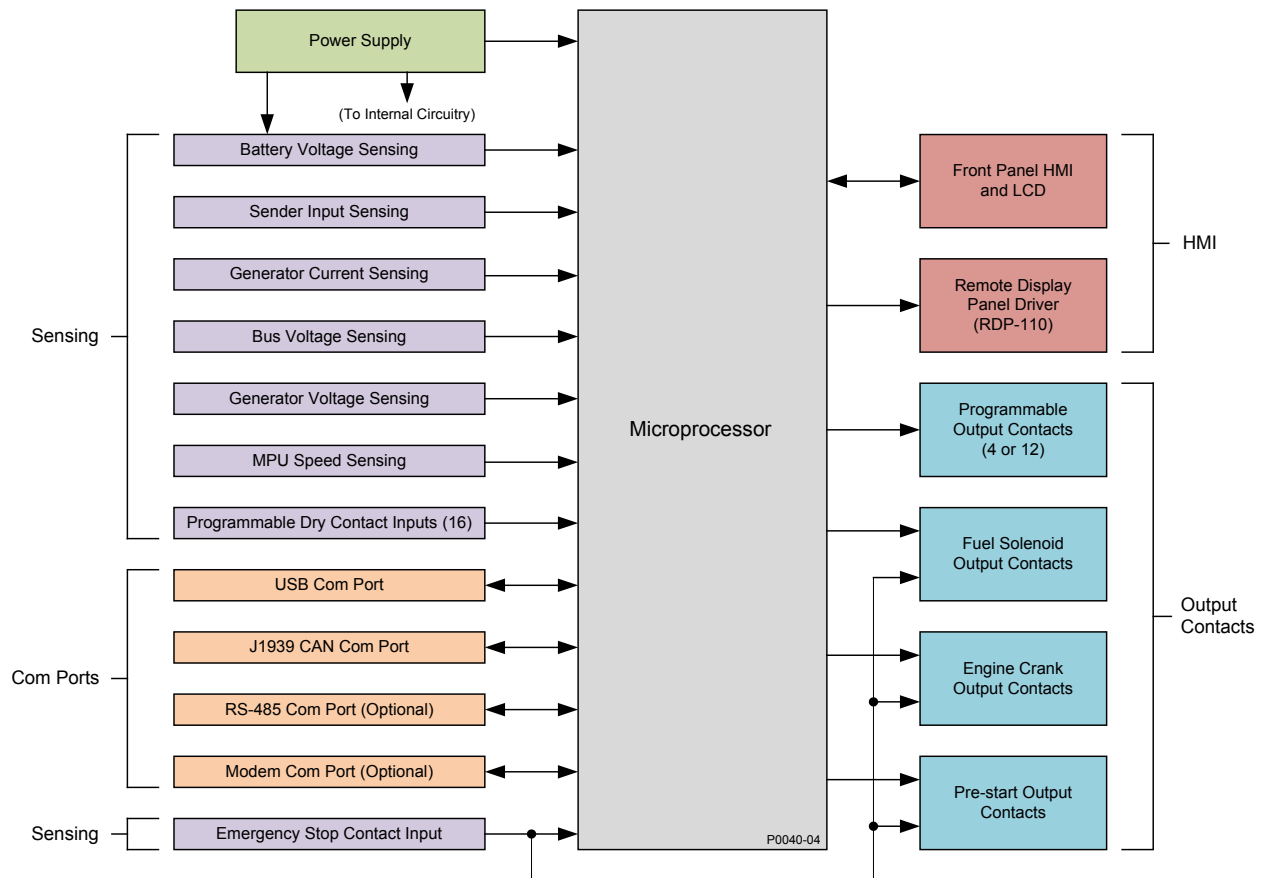 Power Supply
(To Internal Circuitry)
Sensing
Battery Voltage Sensing
Sender Input Sensing
Generator Current Sensing
Bus Voltage Sensing
Generator Voltage Sensing
MPU Speed Sensing
Programmable Dry Contact Inputs (16)
Com Ports
USB Com Port
J1939 CAN Com Port
RS-485 Com Port (Optional)
Modem Com Port (Optional)
Sensing
Emergency Stop Contact Input
Microprocessor
P0040-04
Front Panel HMI
and LCD
Remote Display
Panel Driver
(RDP-110)
HMI
Programmable
Output Contacts
(4 or 12)
Fuel Solenoid
Output Contacts
Engine Crank
Output Contacts
Pre-start Output
Contacts
Output
Contacts